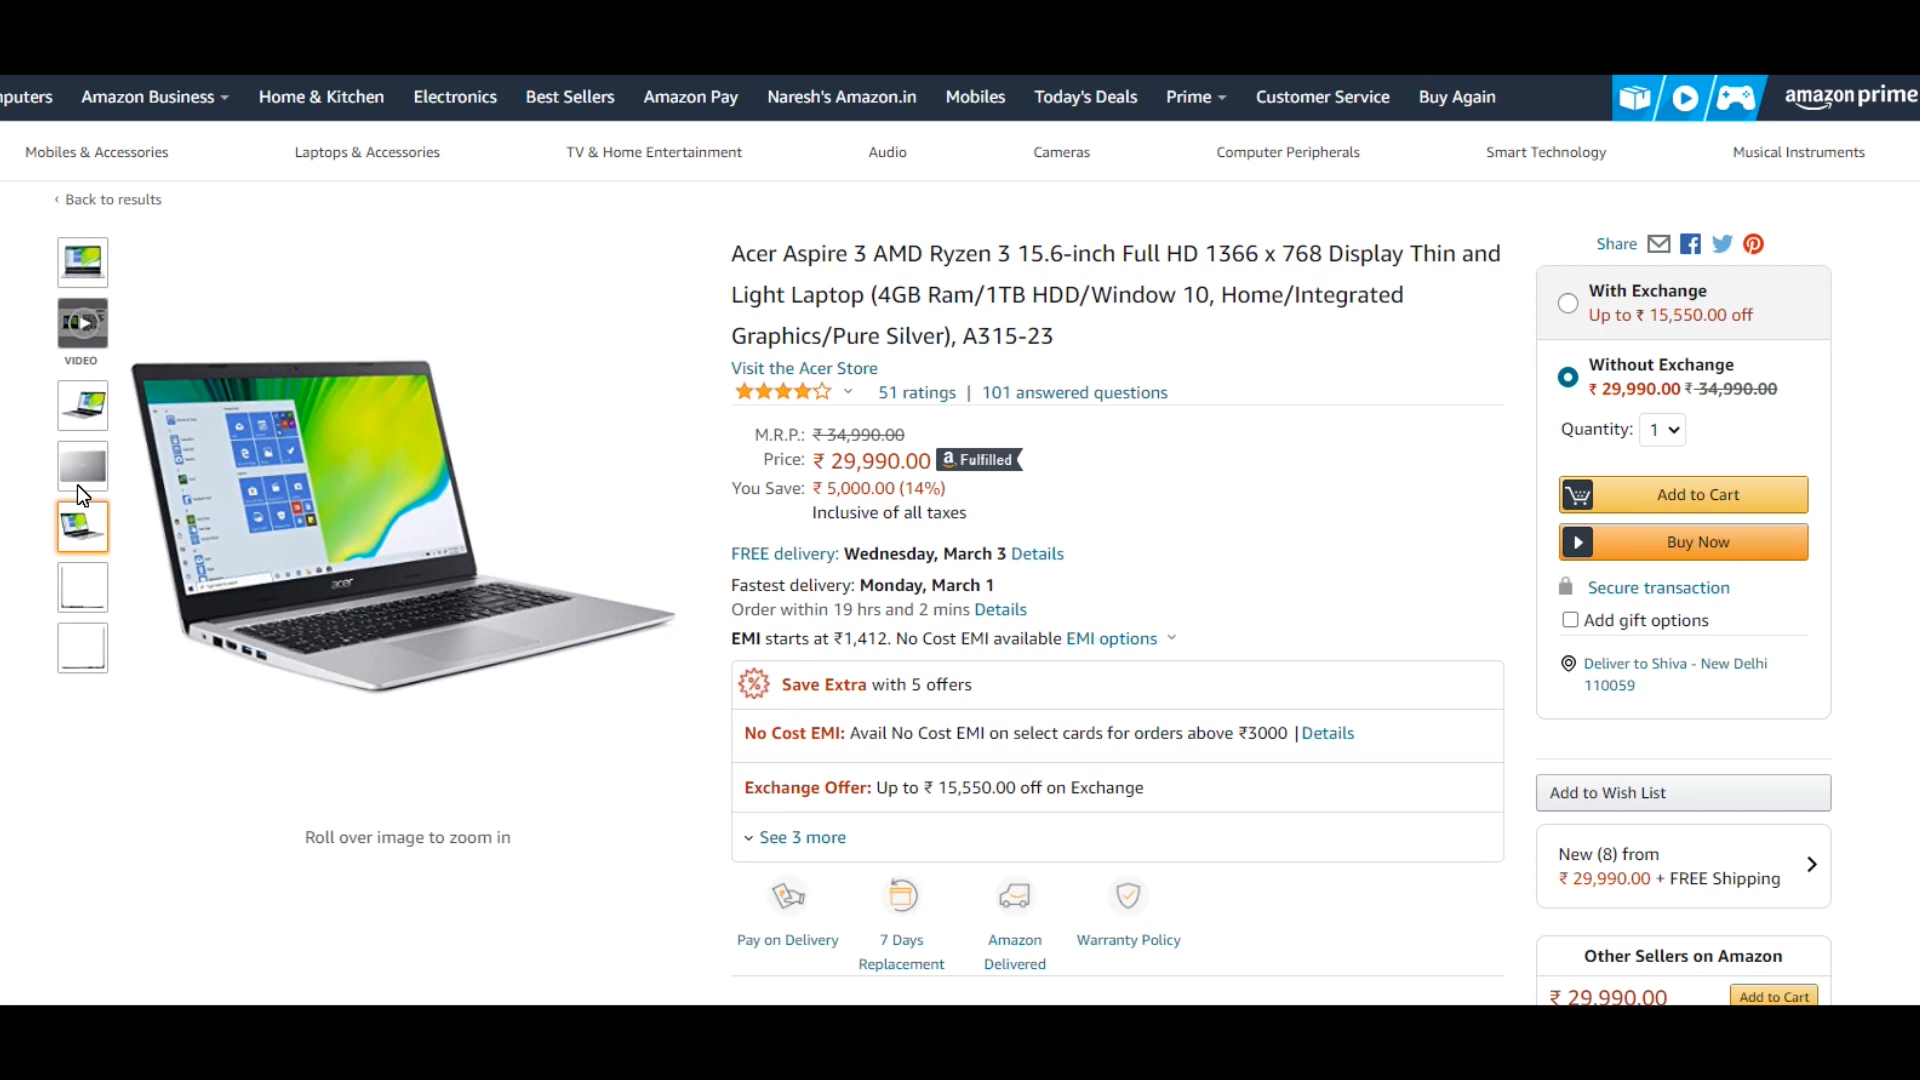 puters Amazon Business Home & Kitchen Electronics Best Sellers Amazon Pay Naresh's Amazon.in Mobiles Today's Deals Prime Customer Service Buy Again amazon prime
Mobiles & Accessories Laptops & Accessories TV & Home Entertainment Audio Cameras Computer Peripherals Smart Technology Musical Instruments
‹ Back to results
VIDEO
acer
Roll over image to zoom in
Acer Aspire 3 AMD Ryzen 3 15.6-inch Full HD 1366 x 768 Display Thin and
Light Laptop (4GB Ram/1TB HDD/Window 10, Home/Integrated
Graphics/Pure Silver), A315-23
Visit the Acer Store
51 ratings | 101 answered questions
M.R.P.: ₹ 34,990.00
Price: ₹ 29,990.00 a Fulfilled
You Save: ₹ 5,000.00 (14%)
Inclusive of all taxes
FREE delivery: Wednesday, March 3 Details
Fastest delivery: Monday, March 1
Order within 19 hrs and 2 mins Details
EMI starts at ₹1,412. No Cost EMI available EMI options
Save Extra with 5 offers
No Cost EMI: Avail No Cost EMI on select cards for orders above ₹3000 | Details
Exchange Offer: Up to ₹ 15,550.00 off on Exchange
See 3 more
Pay on Delivery
7 Days
Replacement
Amazon
Delivered
Warranty Policy
Share
With Exchange
Up to ₹ 15,550.00 off
Without Exchange
₹ 29,990.00 ₹ 34,990.00
Quantity: 1
Add to Cart
Buy Now
Secure transaction
Add gift options
Deliver to Shiva - New Delhi
110059
Add to Wish List
New (8) from
₹ 29,990.00 + FREE Shipping
Other Sellers on Amazon
₹ 29,990.00 Add to Cart